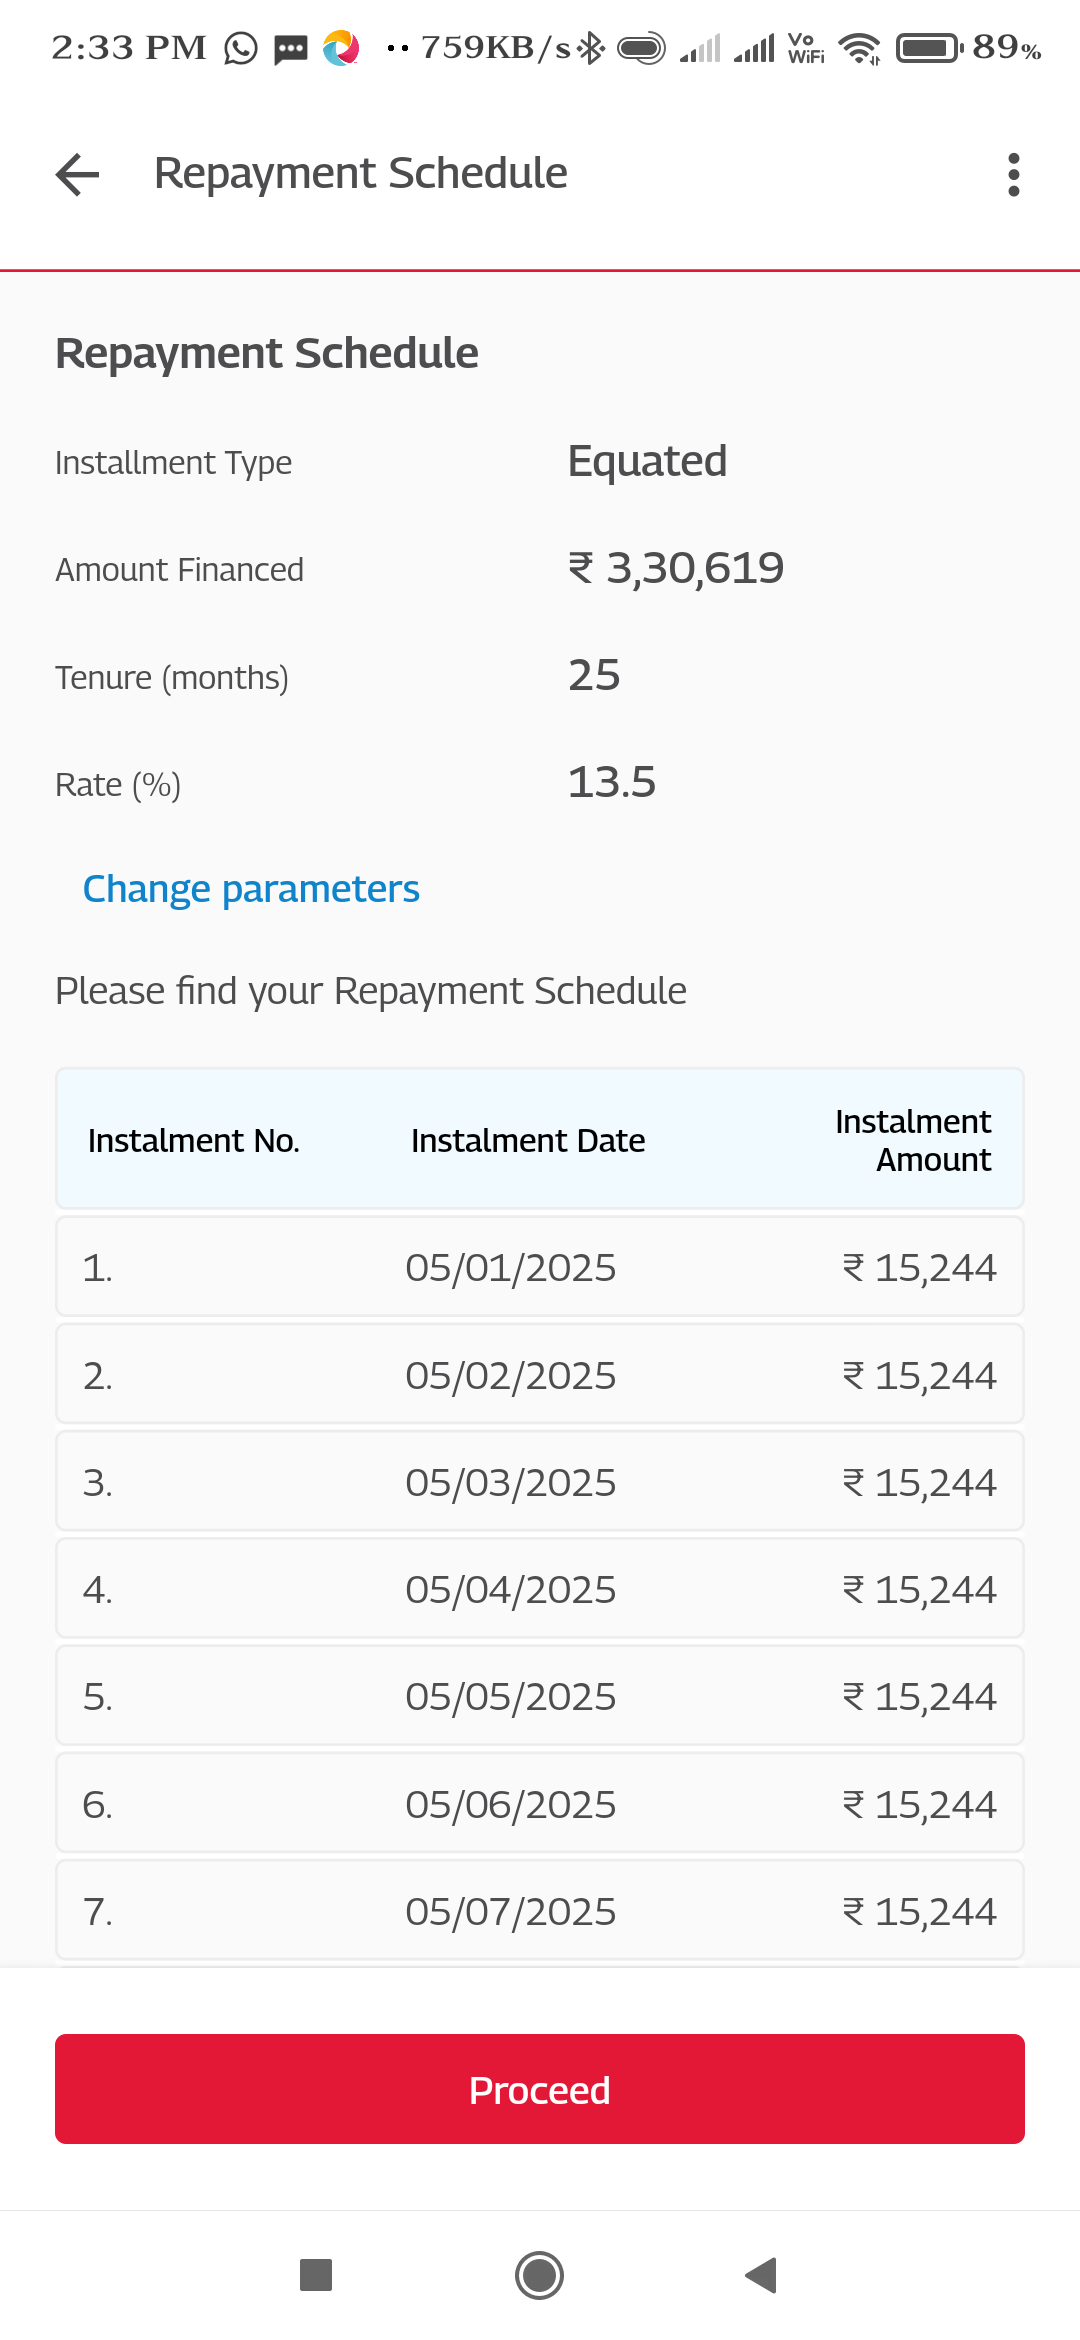 2:33 PM 759KB/s Vo WiFi 89%
Repayment Schedule
Repayment Schedule
Installment Type Equated
Amount Financed ₹ 3,30,619
Tenure (months) 25
Rate (%) 13.5
Change parameters
Please find your Repayment Schedule
Instalment No. Instalment Date Instalment Amount
1. 05/01/2025 ₹ 15,244
2. 05/02/2025 ₹ 15,244
3. 05/03/2025 ₹ 15,244
4. 05/04/2025 ₹ 15,244
5. 05/05/2025 ₹ 15,244
6. 05/06/2025 ₹ 15,244
7. 05/07/2025 ₹ 15,244
Proceed